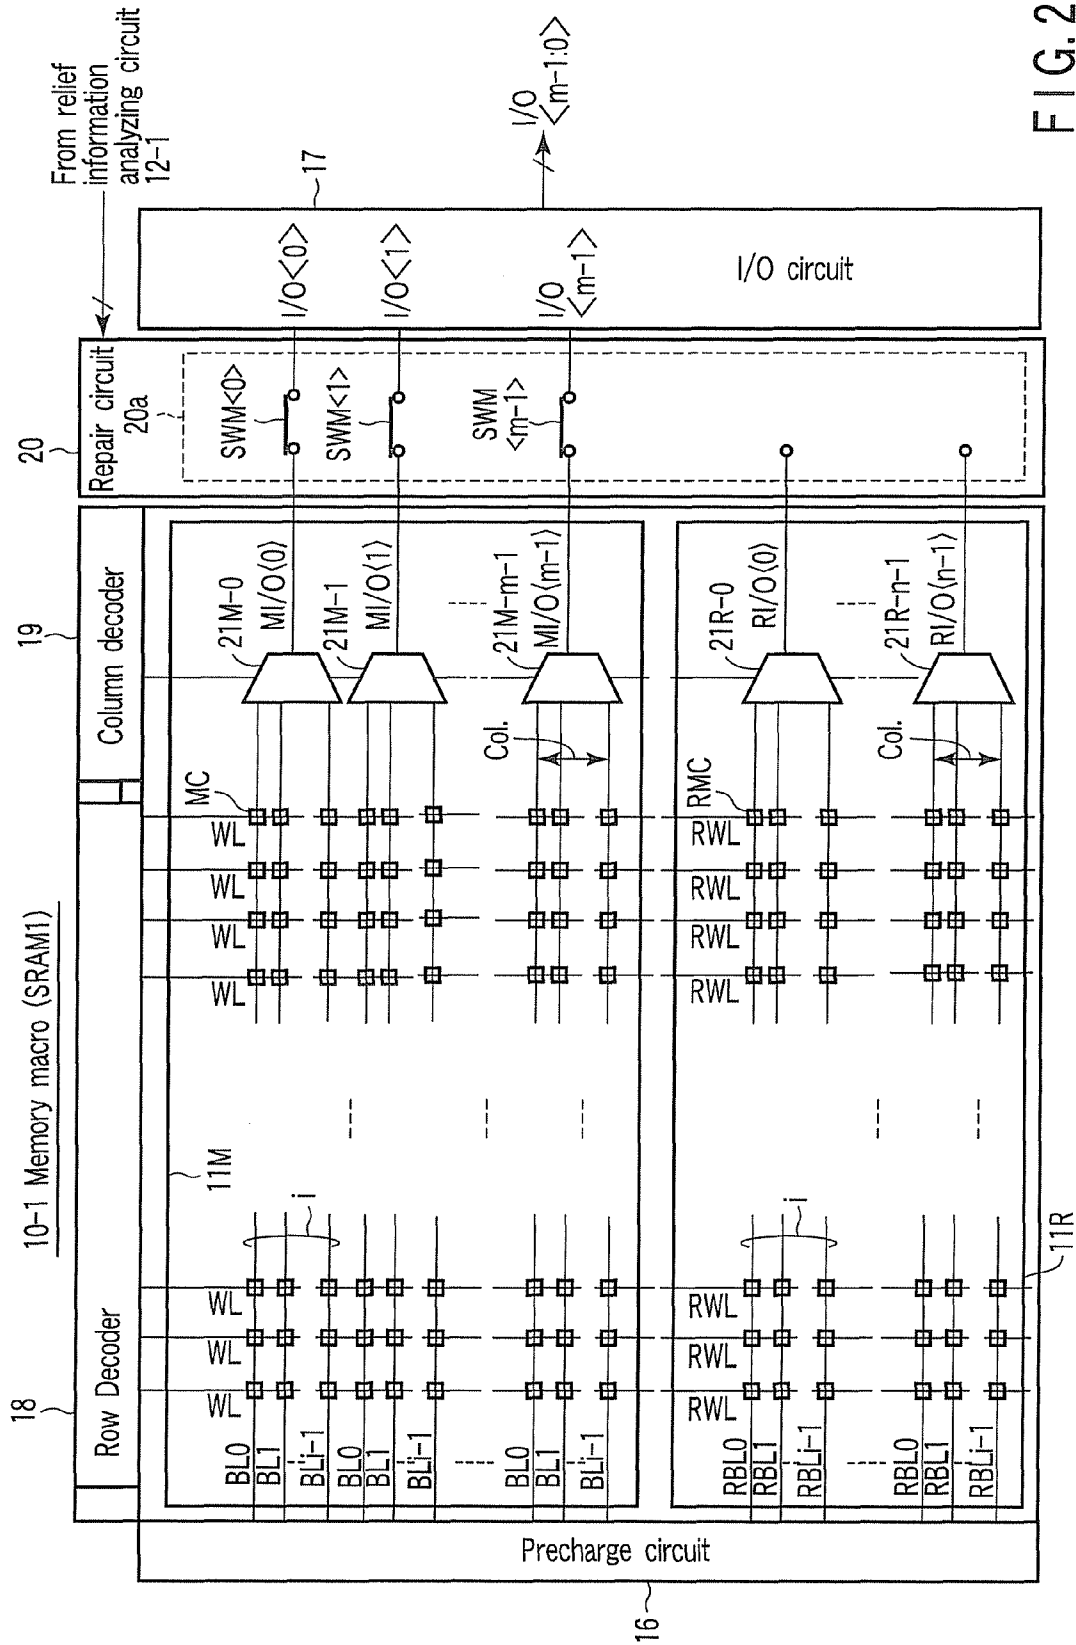 10-1 Memory macro (SRAM1)
18
19
20
Row Decoder
Column decoder
Repair circuit
20a
From relief
information
analyzing circuit
12-1
16
Precharge circuit
17
I/O circuit
I/O
<m-1:0>
11M
11R
MC
RMC
WL
WL
WL
WL
WL
WL
WL
BL0
BL1
BLi-1
BL0
BL1
BLi-1
BL0
BL1
BLi-1
i
Col.
21M-0
MI/O<0>
21M-1
MI/O<1>
21M-m-1
MI/O<m-1>
SWM<0>
SWM<1>
SWM
<m-1>
I/O<0>
I/O<1>
I/O
<m-1>
RWL
RWL
RWL
RWL
RWL
RWL
RWL
RBL0
RBL1
RBLi-1
RBL0
RBL1
RBLi-1
i
Col.
21R-0
RI/O<0>
21R-n-1
RI/O<n-1>
FIG. 2